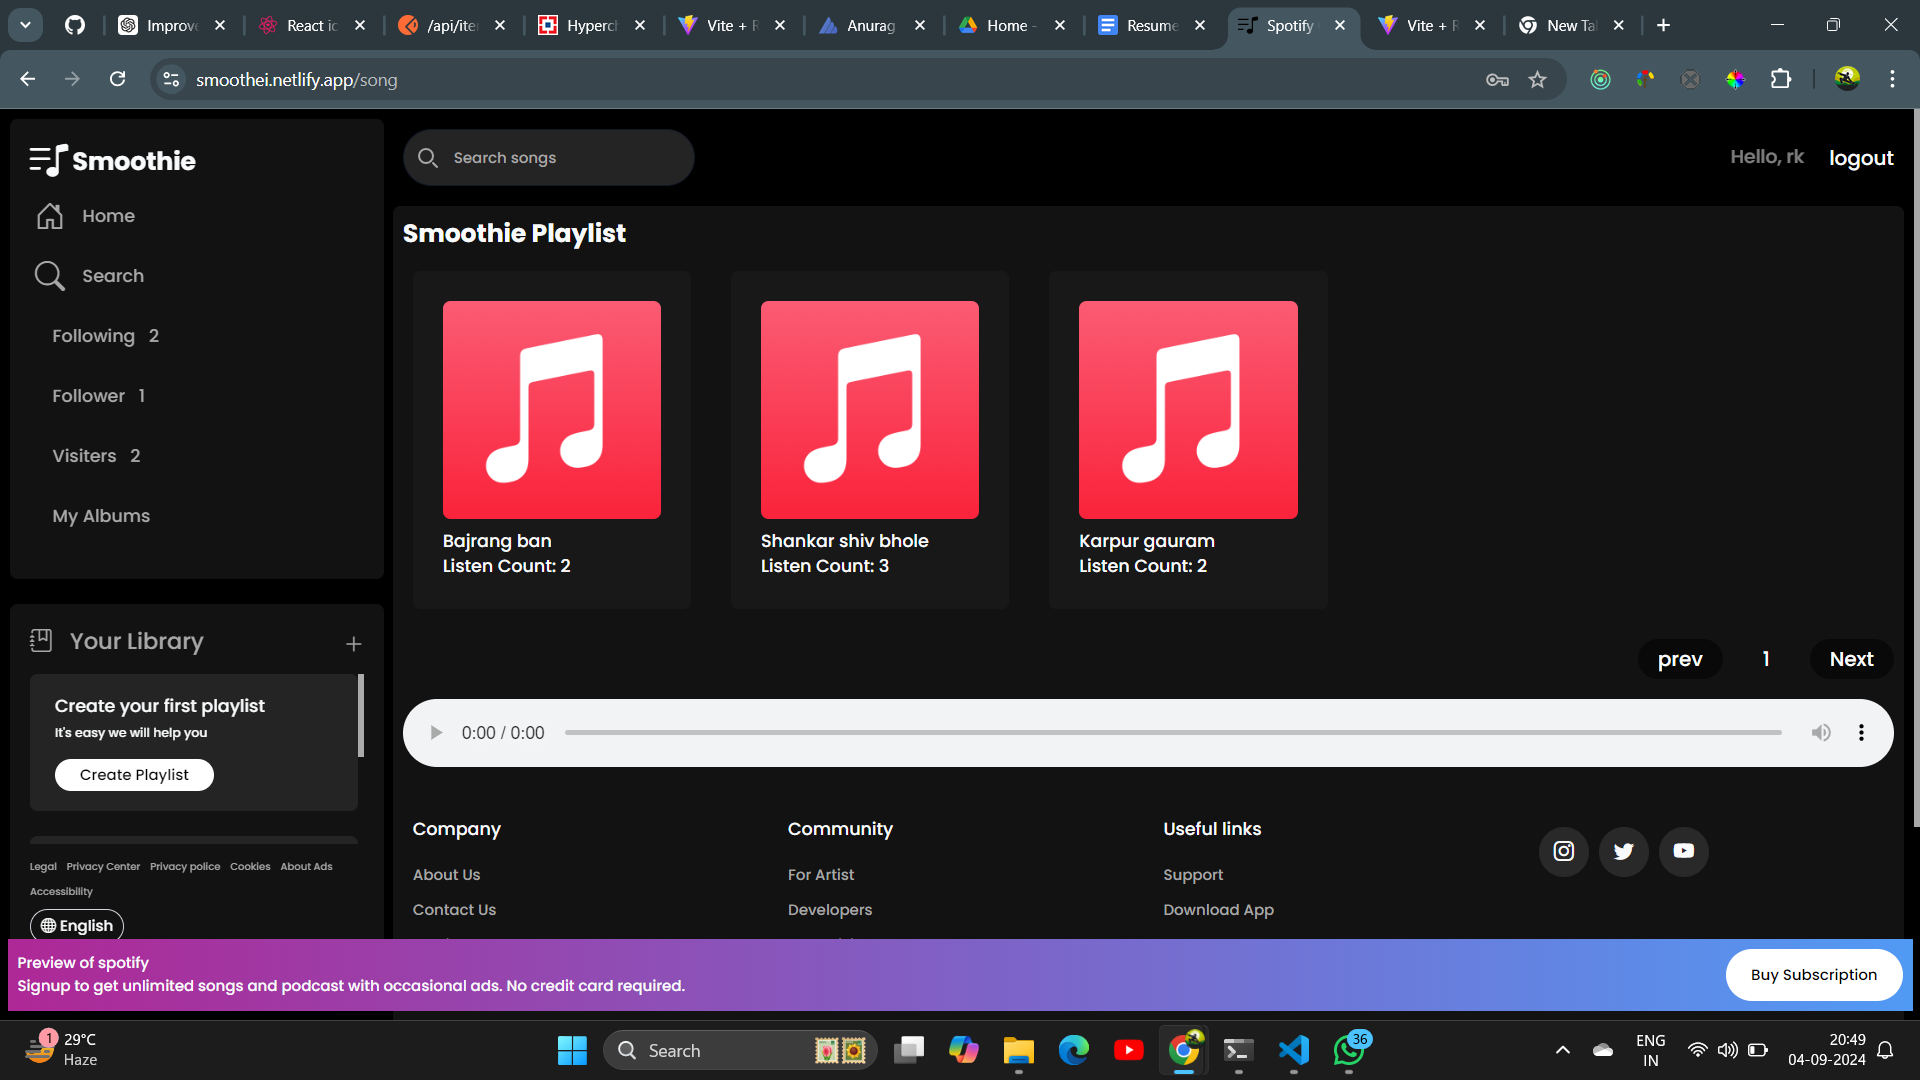 Improve
React ic
/api/iter
Hyperch
Vite + R
Anurag
Home -
Resume
Spotify
Vite + R
New Tab
smoothei.netlify.app/song
Smoothie
Home
Search
Following 2
Follower 1
Visiters 2
My Albums
Search songs
Hello, rk
logout
Smoothie Playlist
Bajrang ban
Listen Count: 2
Shankar shiv bhole
Listen Count: 3
Karpur gauram
Listen Count: 2
prev 1 Next
0:00 / 0:00
Your Library
Create your first playlist
It's easy we will help you
Create Playlist
Legal Privacy Center Privacy police Cookies About Ads
Accessibility
English
Company
About Us
Contact Us
Community
For Artist
Developers
Useful links
Support
Download App
Preview of spotify
Signup to get unlimited songs and podcast with occasional ads. No credit card required.
Buy Subscription
1
29°C
Haze
Search
36
ENG
IN
20:49
04-09-2024